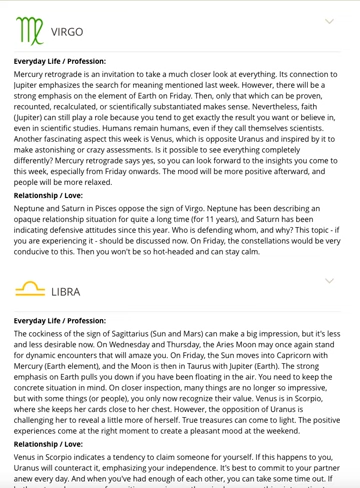 VIRGO
Everyday Life / Profession:
Mercury retrograde is an invitation to take a much closer look at everything. Its connection to
Jupiter emphasizes the search for meaning mentioned last week. However, there will be a
strong emphasis on the element of Earth on Friday. Then, only that which can be proven,
recounted, recalculated, or scientifically substantiated makes sense. Nevertheless, faith
(Jupiter) can still play a role because you tend to get exactly the result you want or believe in,
even in scientific studies. Humans remain humans, even if they call themselves scientists.
Another fascinating aspect this week is Venus, which is opposite Uranus and inspired by it to
make astonishing or crazy assessments. Is it possible to see everything completely
differently? Mercury retrograde says yes, so you can look forward to the insights you come to
this week, especially from Friday onwards. The mood will be more positive afterward, and
people will be more relaxed.
Relationship / Love:
Neptune and Saturn in Pisces oppose the sign of Virgo. Neptune has been describing an
opaque relationship situation for quite a long time (for 11 years), and Saturn has been
indicating defensive attitudes since this year. Who is defending whom, and why? This topic - if
you are experiencing it - should be discussed now. On Friday, the constellations would be very
conducive to this. Then you won't be so hot-headed and can stay calm.
LIBRA
Everyday Life / Profession:
The cockiness of the sign of Sagittarius (Sun and Mars) can make a big impression, but it's less
and less desirable now. On Wednesday and Thursday, the Aries Moon may once again stand
for dynamic encounters that will amaze you. On Friday, the Sun moves into Capricorn with
Mercury (Earth element), and the Moon is then in Taurus with Jupiter (Earth). The strong
emphasis on Earth pulls you down if you have been floating in the air. You need to keep the
concrete situation in mind. On closer inspection, many things are no longer so impressive,
but with some things (or people), you only now recognize their value. Venus is in Scorpio,
where she keeps her cards close to her chest. However, the opposition of Uranus is
challenging her to reveal a little more of herself. True treasures can come to light. The positive
experiences come at the right moment to create a pleasant mood at the weekend.
Relationship / Love:
Venus in Scorpio indicates a tendency to claim someone for yourself. If this happens to you,
Uranus will counteract it, emphasizing your independence. It's best to commit to your partner
anew every day. And when you've had enough of each other, you can take some time out. If